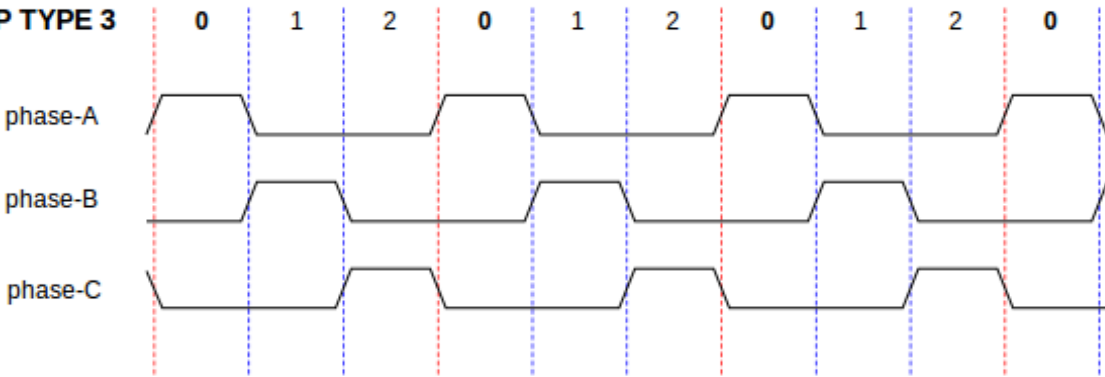 P TYPE 3 0 1 2 0 1 2 0 1 2 0
phase-A
phase-B
phase-C